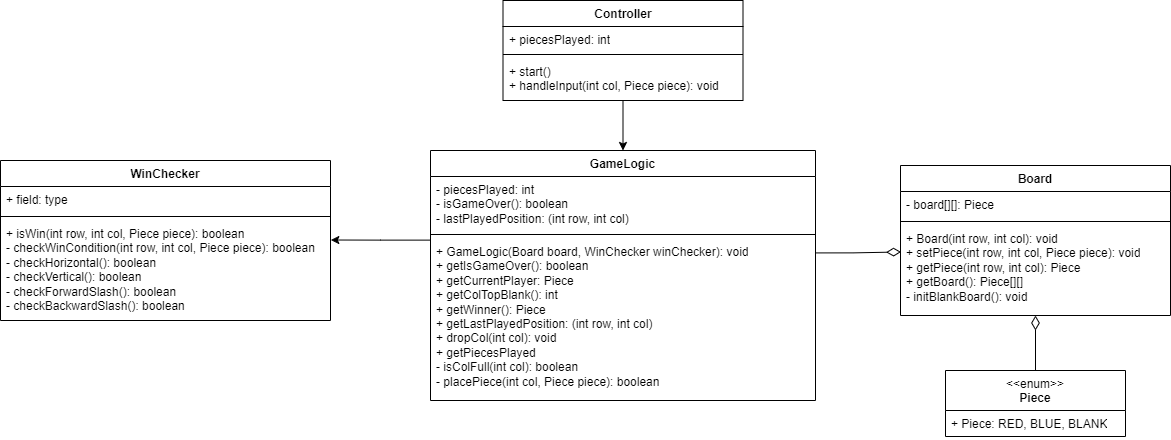 Controller
+ piecesPlayed: int
+ start()
+ handleInput(int col, Piece piece): void
WinChecker
+ field: type
+ isWin(int row, int col, Piece piece): boolean
- checkWinCondition(int row, int col, Piece piece): boolean
- checkHorizontal(): boolean
- checkVertical(): boolean
- checkForwardSlash(): boolean
- checkBackwardSlash(): boolean
GameLogic
- piecesPlayed: int
- isGameOver(): boolean
- lastPlayedPosition: (int row, int col)
+ GameLogic(Board board, WinChecker winChecker): void
+ getIsGameOver(): boolean
+ getCurrentPlayer: Piece
+ getColTopBlank(): int
+ getWinner(): Piece
+ getLastPlayedPosition: (int row, int col)
+ dropCol(int col): void
+ getPiecesPlayed
- isColFull(int col): boolean
- placePiece(int col, Piece piece): boolean
Board
- board[][]: Piece
+ Board(int row, int col): void
+ setPiece(int row, int col, Piece piece): void
+ getPiece(int row, int col): Piece
+ getBoard(): Piece[][]
- initBlankBoard(): void
<<enum>>
Piece
+ Piece: RED, BLUE, BLANK